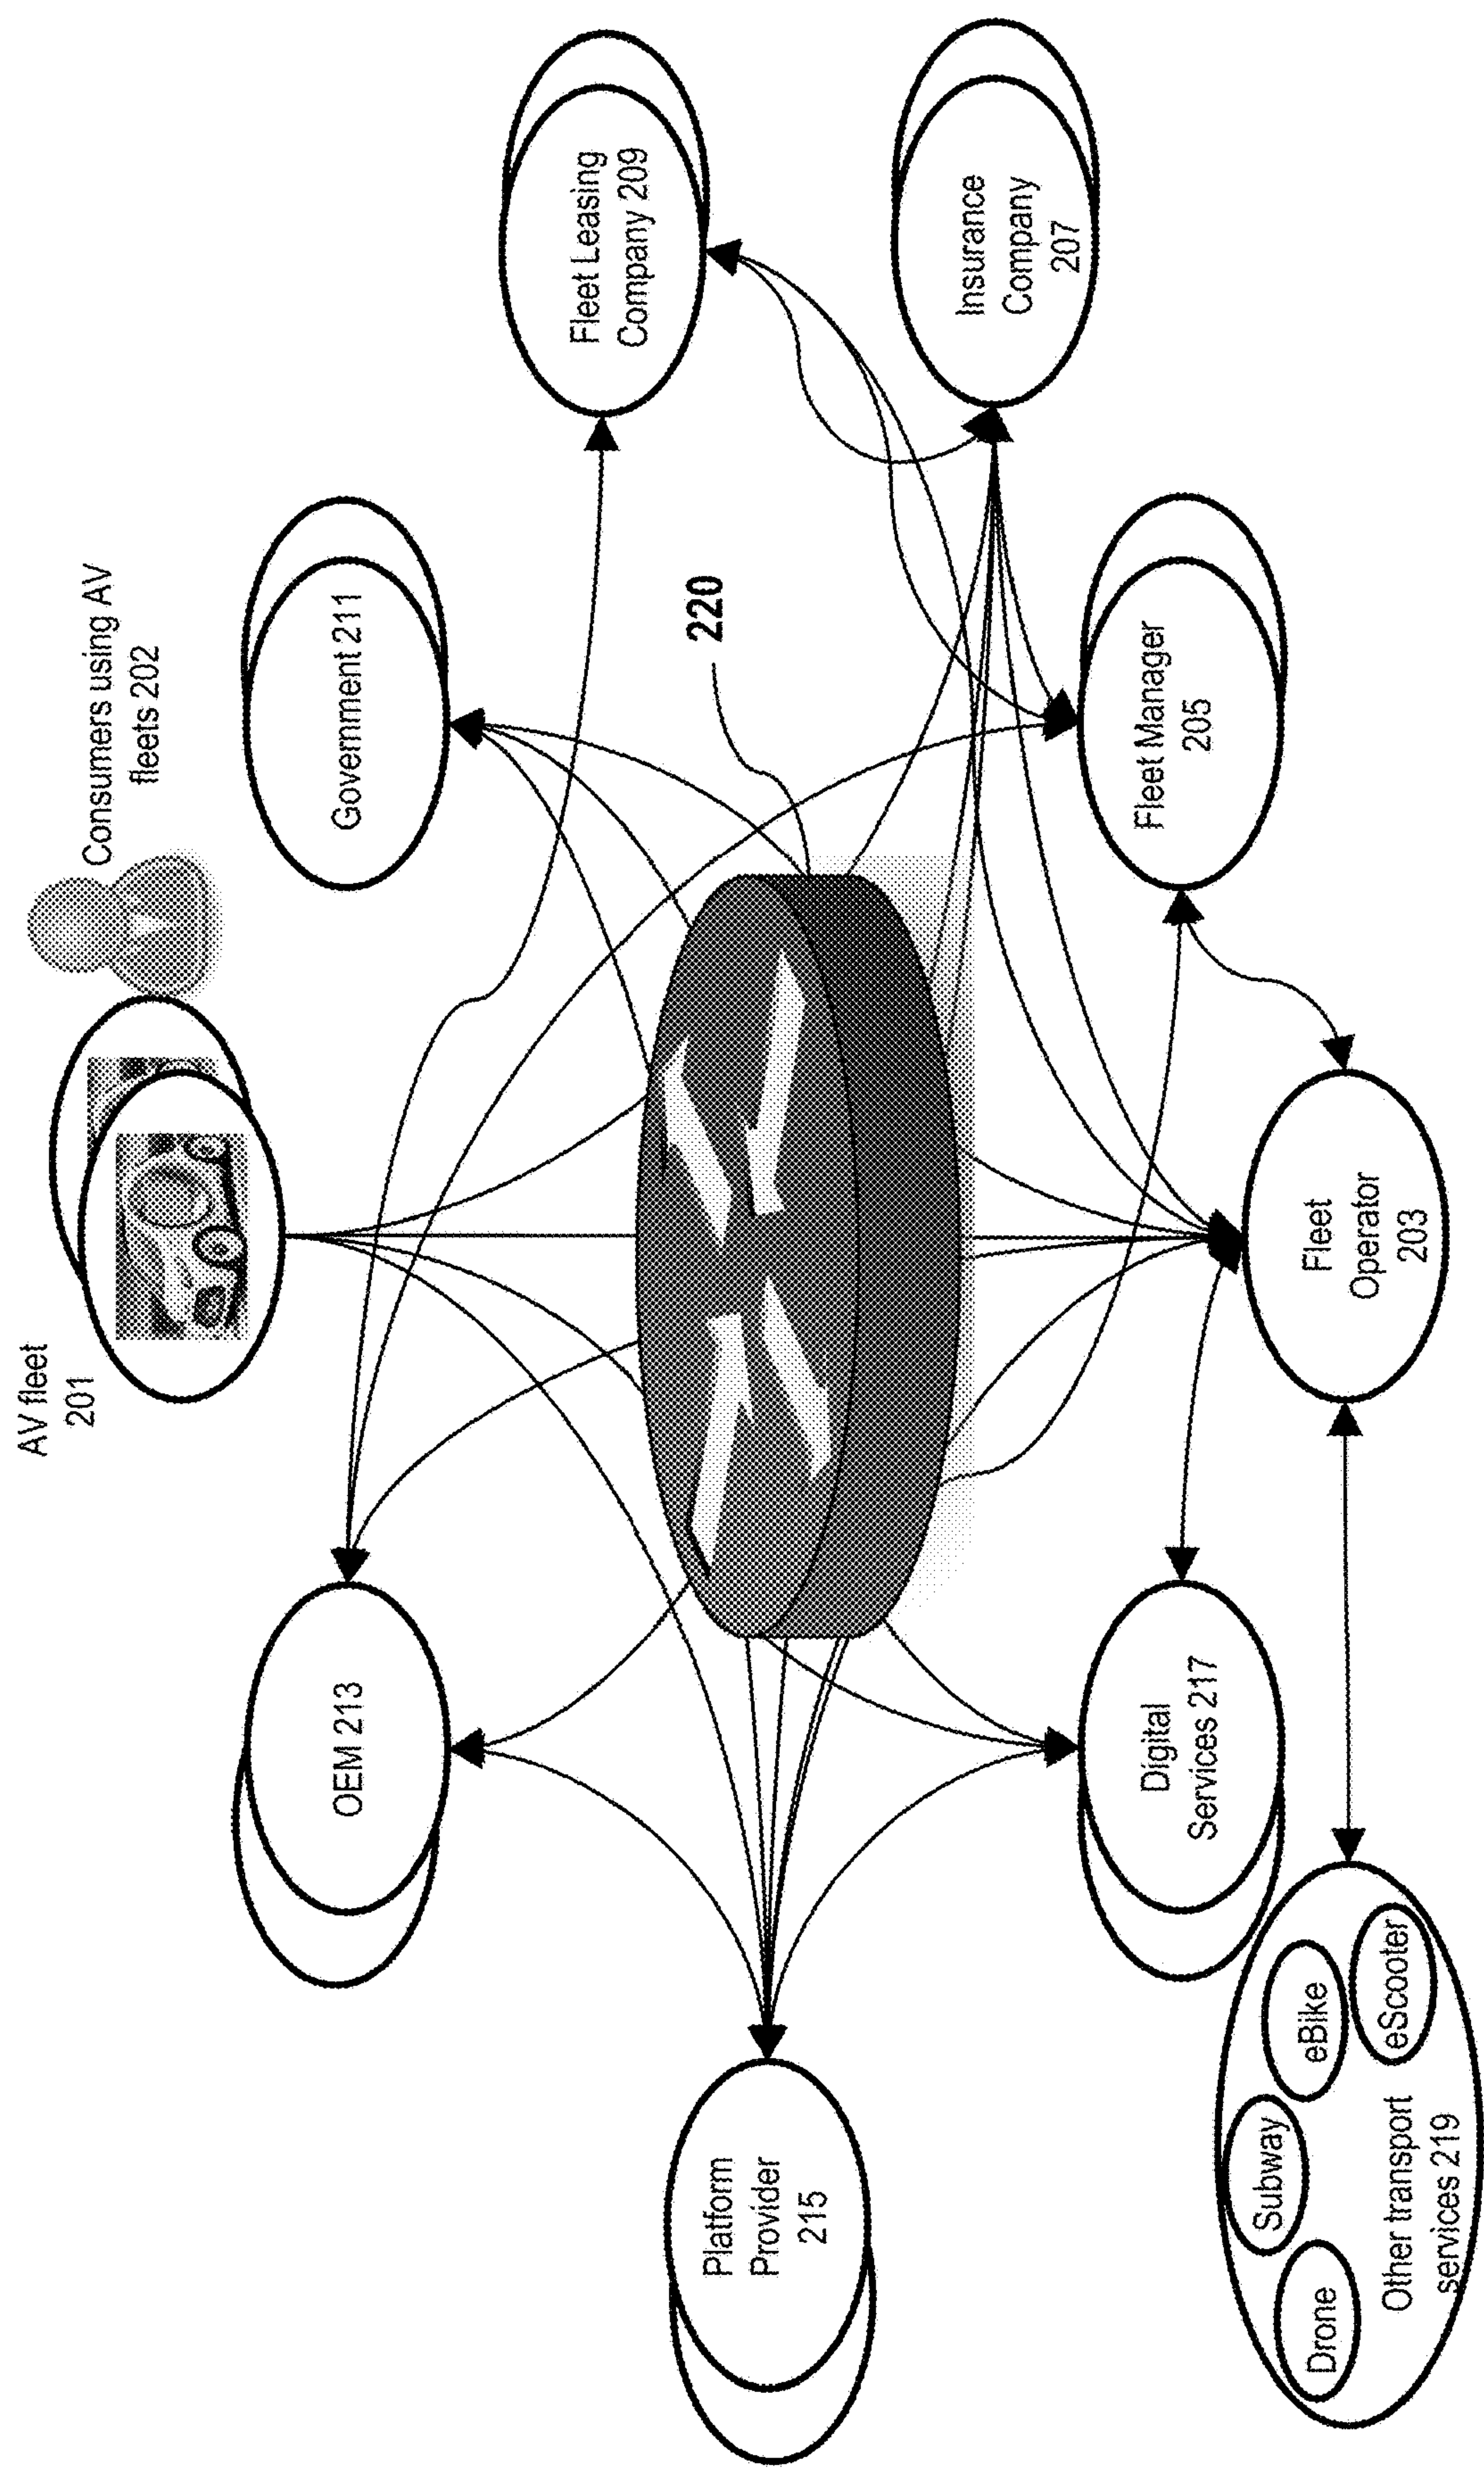 AV fleet
201
Consumers using AV
fleets 202
OEM 213
Government 211
Fleet Leasing
Company 209
Platform
Provider
215
220
Insurance
Company
207
Digital
Services 217
Fleet Manager
205
Fleet
Operator
203
Drone
Subway
eBike
eScooter
Other transport
services 219